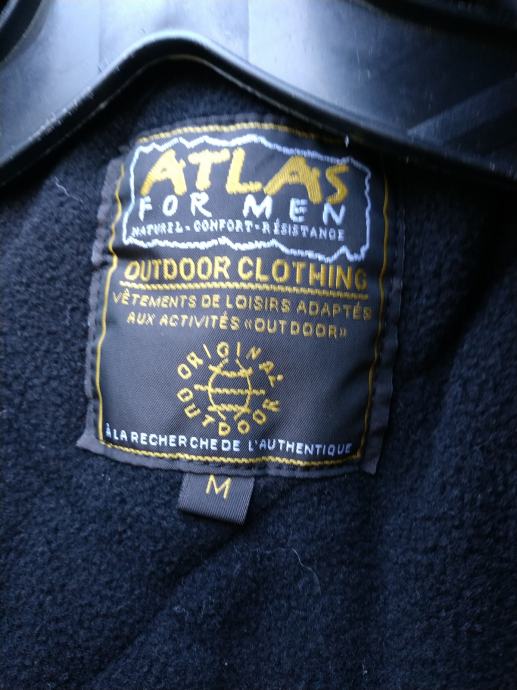 ATLAS
FOR MEN
NATUREL - CONFORT - RÉSISTANCE
OUTDOOR CLOTHING
VÊTEMENTS DE LOISIRS ADAPTÉS
AUX ACTIVITÉS «OUTDOOR»
ORIGINAL
OUTDOOR
À LA RECHERCHE DE L'AUTHENTIQUE
M